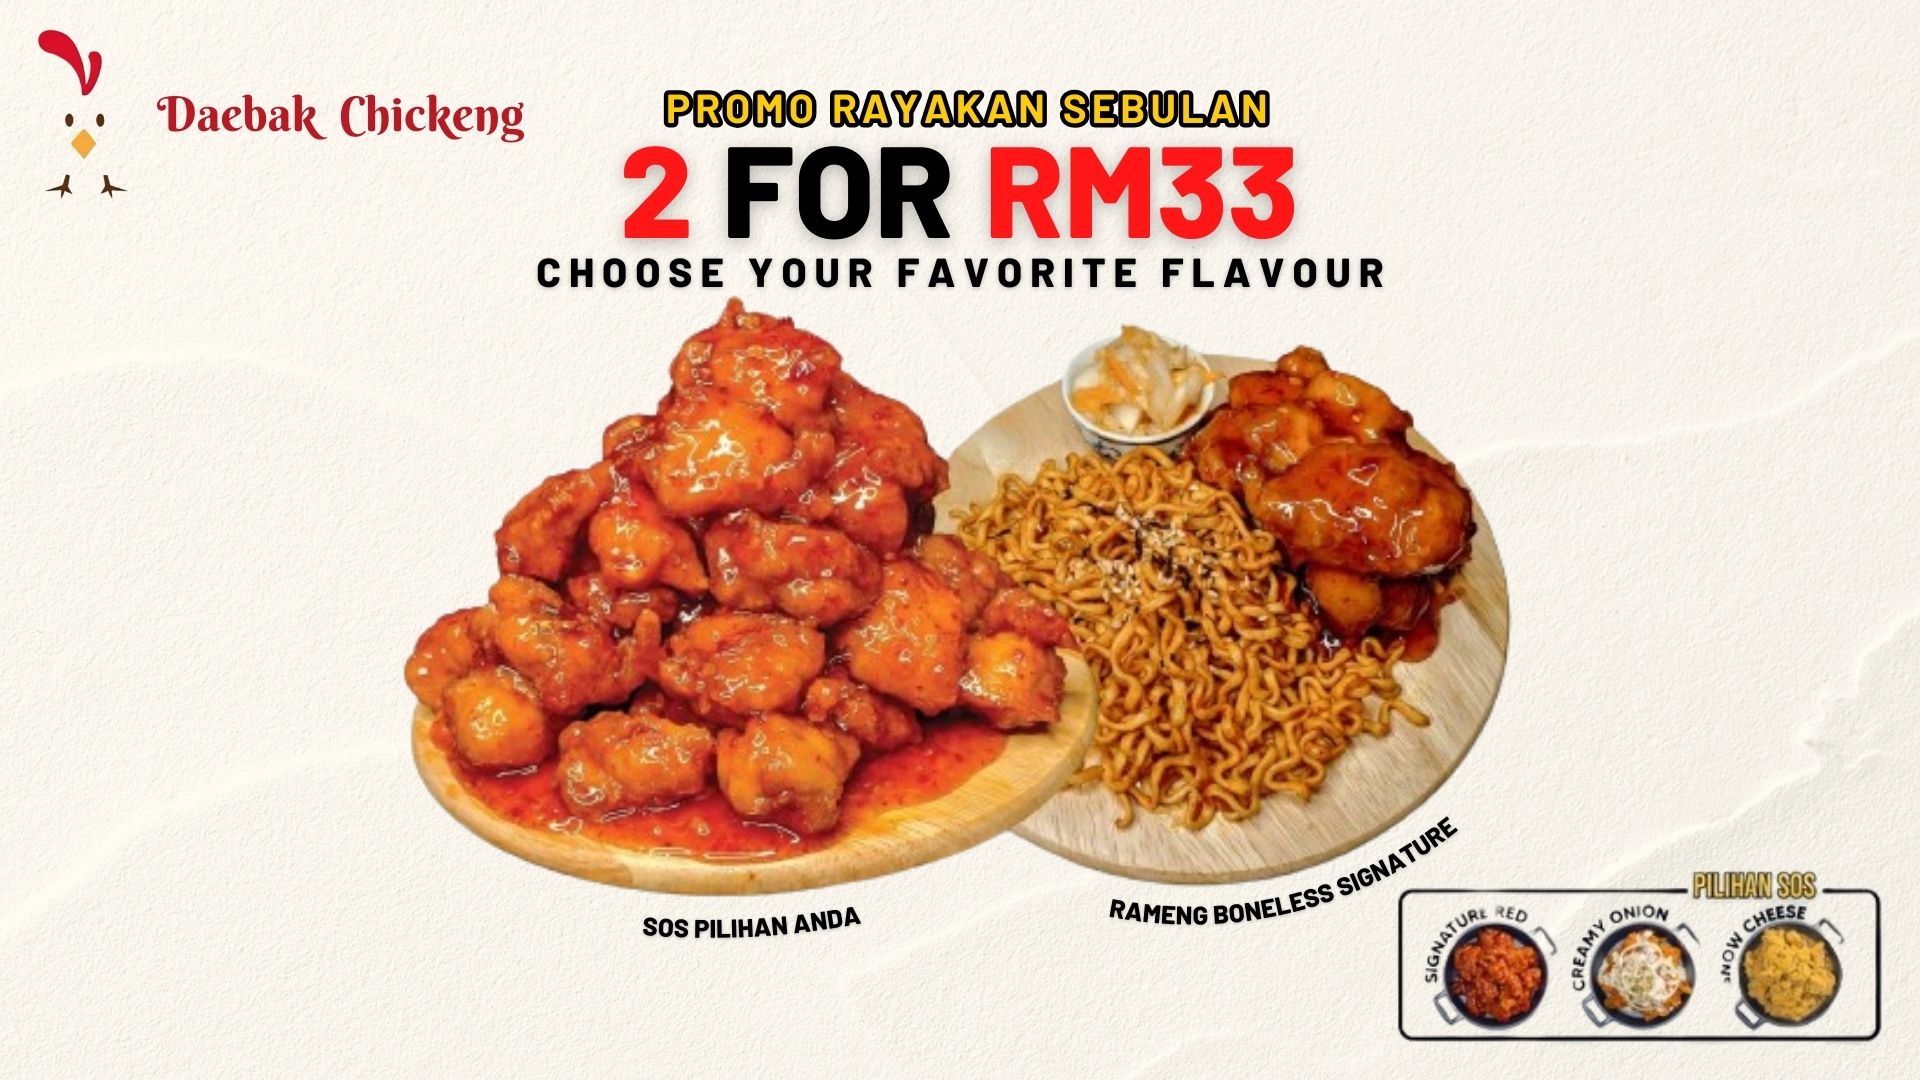 Daebak Chickeng
PROMO RAYAKAN SEBULAN
2 FOR RM33
CHOOSE YOUR FAVORITE FLAVOUR
SOS PILIHAN ANDA
RAMENG BONELESS SIGNATURE
PILIHAN SOS
SIGNATURE RED
CREAMY ONION
SNOW CHEESE